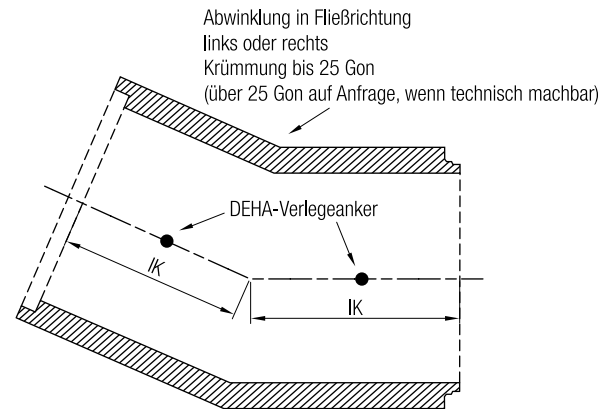 Abwinklung in Fließrichtung
links oder rechts
Krümmung bis 25 Gon
(über 25 Gon auf Anfrage, wenn technisch machbar)
DEHA-Verlegeanker
lK
lK